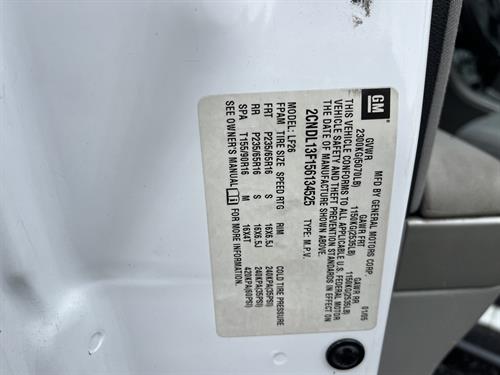 GM
MFD BY GENERAL MOTORS CORP. 01/05
GVWR GAWR FRT GAWR RR
2300KG(5070LB) 1150KG(2535LB) 1150KG(2535LB)
THIS VEHICLE CONFORMS TO ALL APPLICABLE U.S. FEDERAL MOTOR
VEHICLE SAFETY AND THEFT PREVENTION STANDARDS IN EFFECT ON
THE DATE OF MANUFACTURE SHOWN ABOVE.
2CNDL13F156134525 TYPE: M.P.V.
MODEL: LF26
FPAM TIRE SIZE SPEED RTG RIM COLD TIRE PRESSURE
FRT P235/65R16 S 16X6.5J 240KPA(35PSI)
RR P235/65R16 S 16X6.5J 240KPA(35PSI)
SPA T155/90R16 M 16X4T 420KPA(60PSI)
SEE OWNER'S MANUAL FOR MORE INFORMATION.